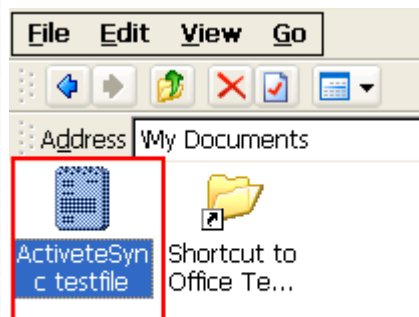 File Edit View Go
Address My Documents
ActiveteSyn
c testfile
Shortcut to
Office Te...